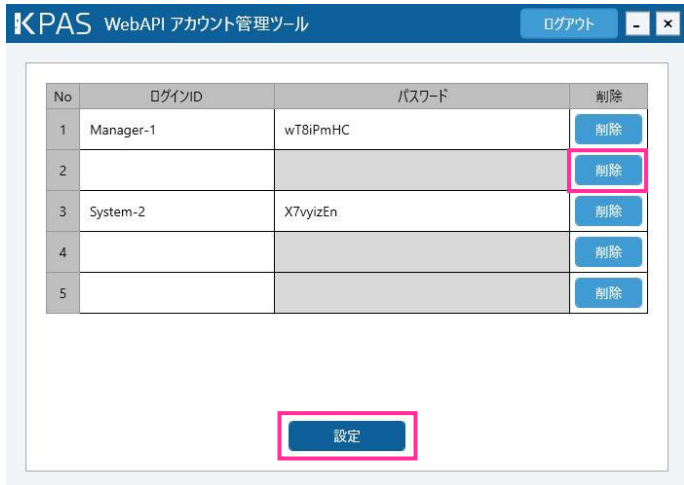 KPAS WebAPI アカウント管理ツール ログアウト - ×
No ログインID パスワード 削除
1 Manager-1 wT8iPmHC 削除
2 削除
3 System-2 X7vyizEn 削除
4 削除
5 削除
設定